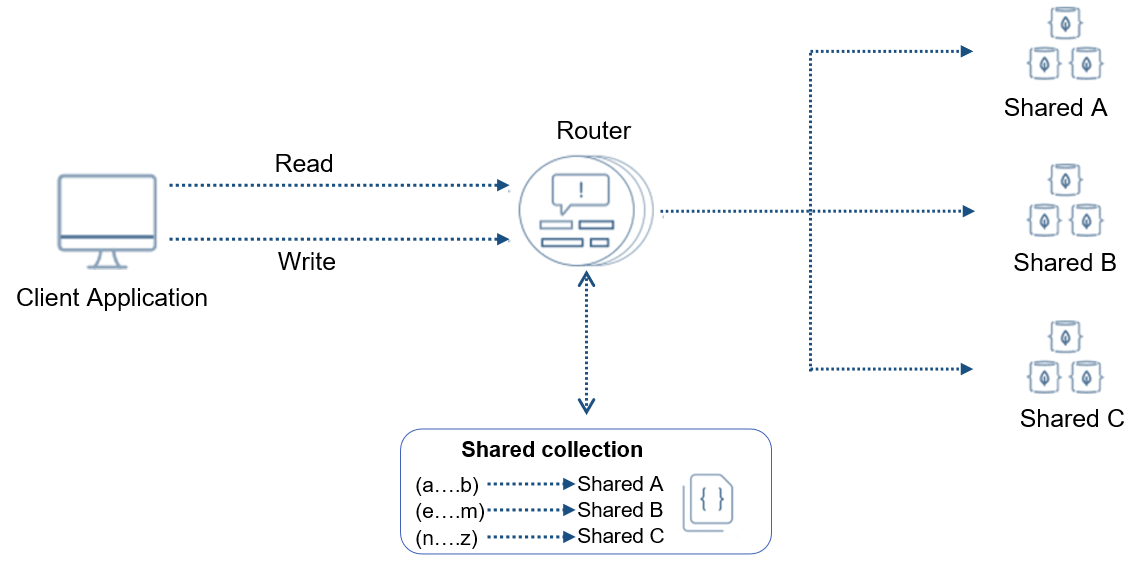 Shared A
Router
Read
Write
Shared B
Client Application
Shared C
Shared collection
(a….b) Shared A
(e….m) Shared B
(n….z) Shared C
!
{ }